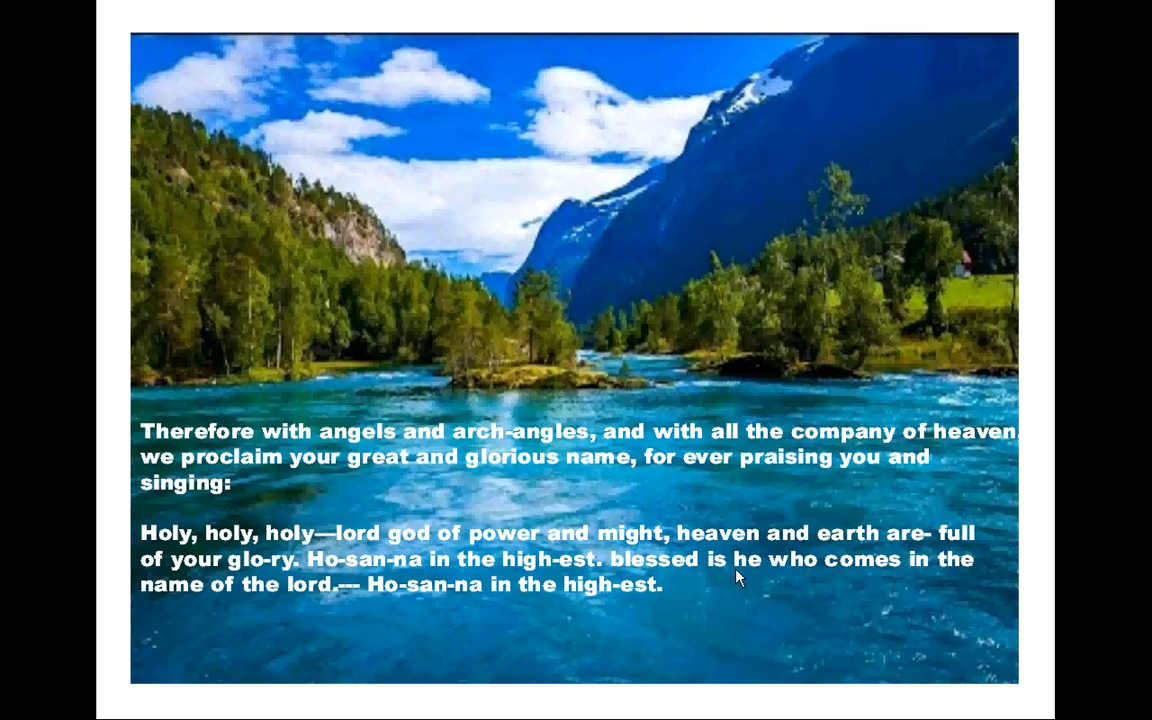 Therefore with angels and arch-angles, and with all the company of heaven,
we proclaim your great and glorious name, for ever praising you and
singing:
Holy, holy, holy—lord god of power and might, heaven and earth are- full
of your glo-ry. Ho-san-na in the high-est. blessed is he who comes in the
name of the lord.--- Ho-san-na in the high-est.